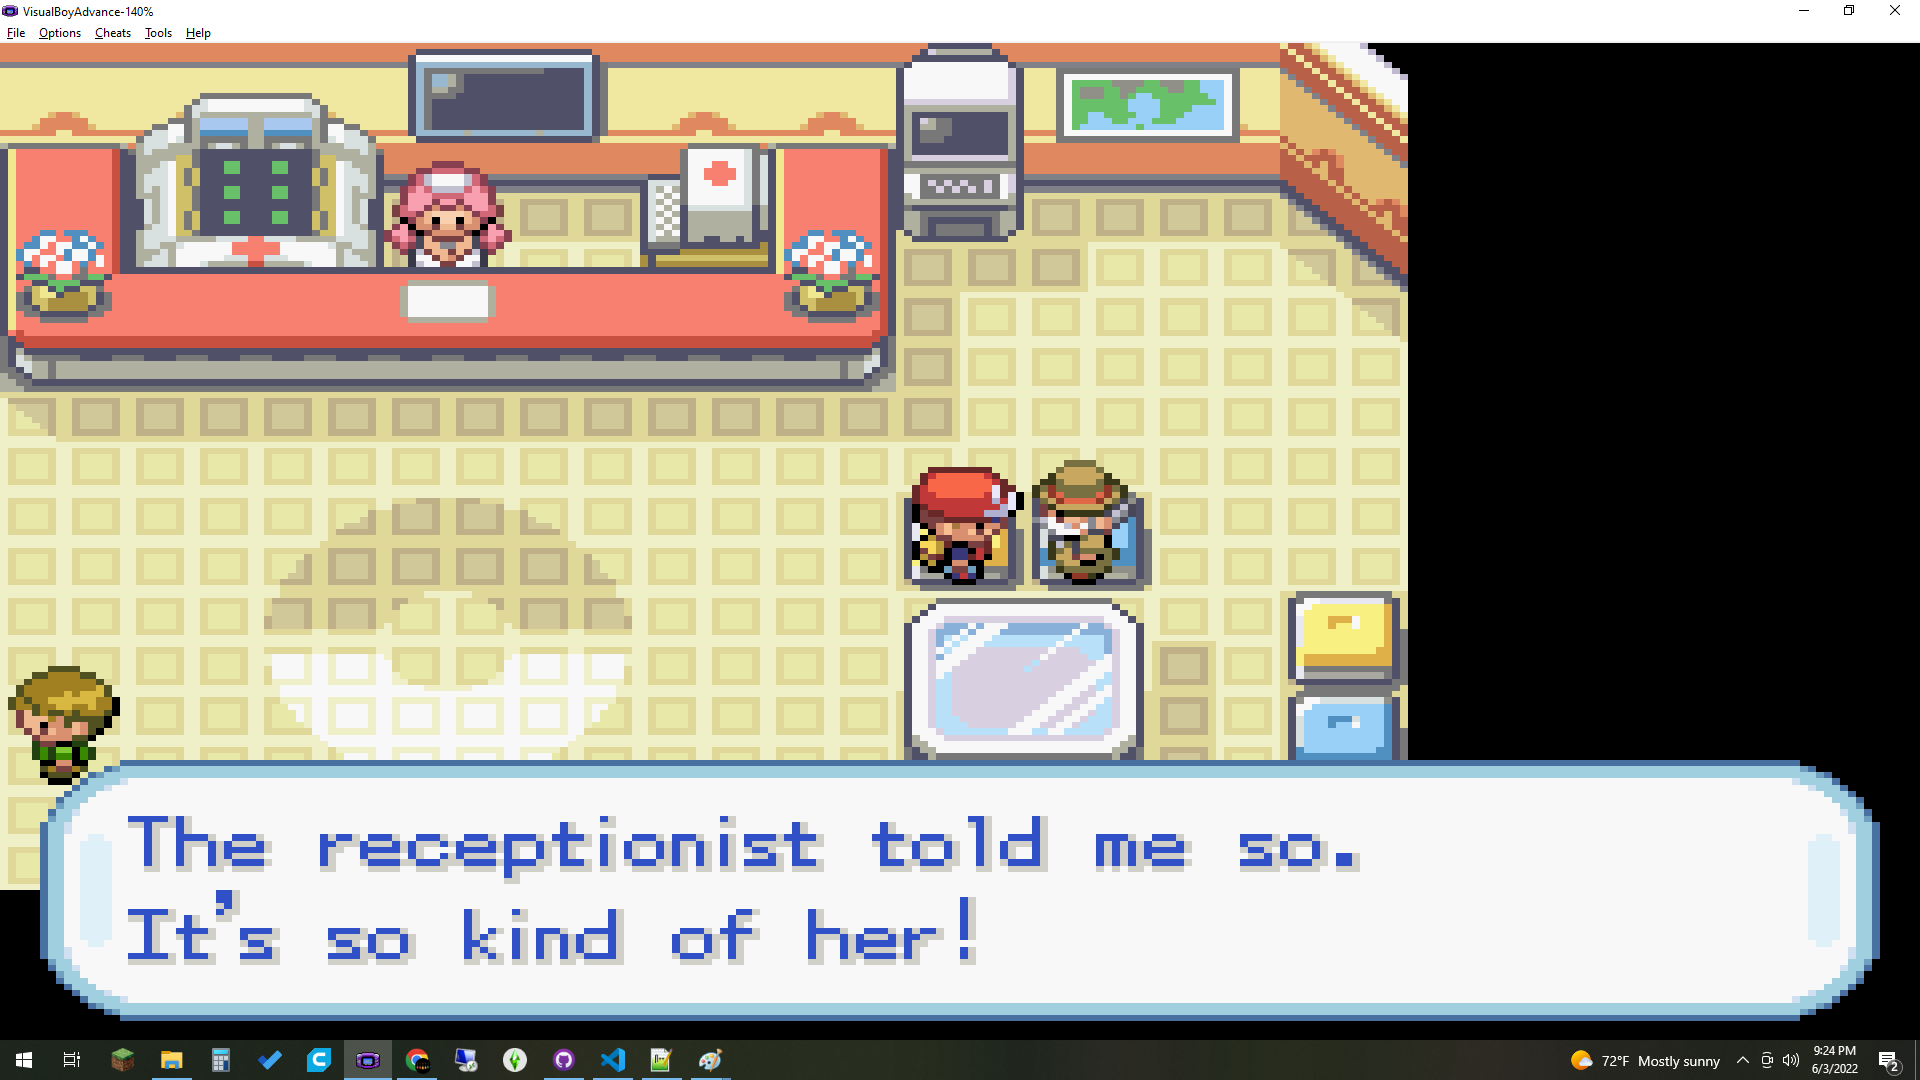 VisualBoyAdvance-140%
File Options Cheats Tools Help
The receptionist told me so.
It's so kind of her!
72°F Mostly sunny
9:24 PM
6/3/2022
2